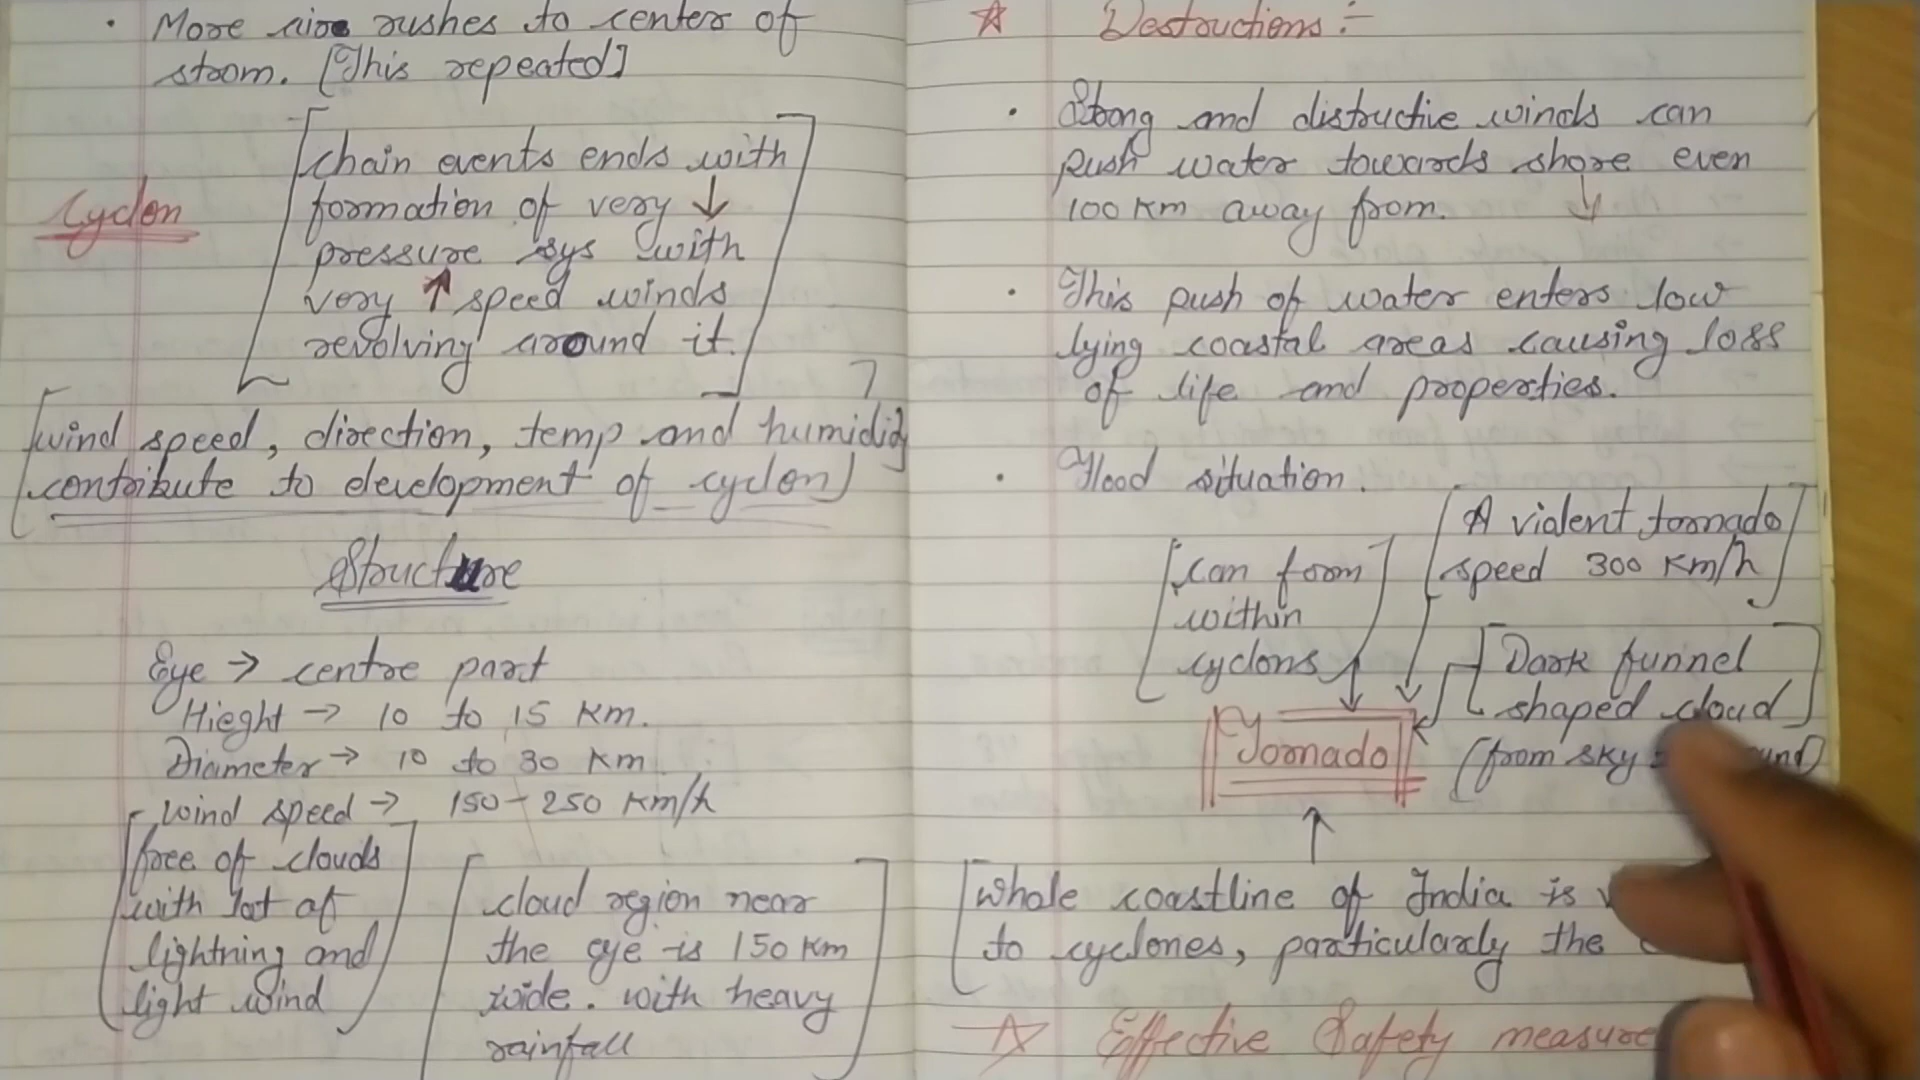 • More aire rushes to center of
strom. [This repeated]
Cyclon
[chain events ends with
formation of very ↓
pressure sys with
very ↑ speed winds
revolving around it.]
[wind speed, direction, temp and humidity
contribute to development of cyclon]
Structure
Eye → centre part
Hieght → 10 to 15 Km.
Diameter → 10 to 30 Km
Wind speed → 150 - 250 Km/h
[free of clouds
with lot of
lightning and
light wind]
[cloud region near
the eye is 150 Km
wide. with heavy
rainfall]
☆ Destructions :-
• Strong and distructive winds can
push water towards shore even
100 Km away from.
• This push of water enters low
lying coastal areas causing loss
of life and properties.
• Flood situation.
[A violent tornado
speed 300 Km/h]
[can form
within
cyclons]
[Dark funnel
shaped cloud]
(from sky
Tornado
[Whole coastline of India is
to cyclones, particularly the
☆ Effective Safety measure